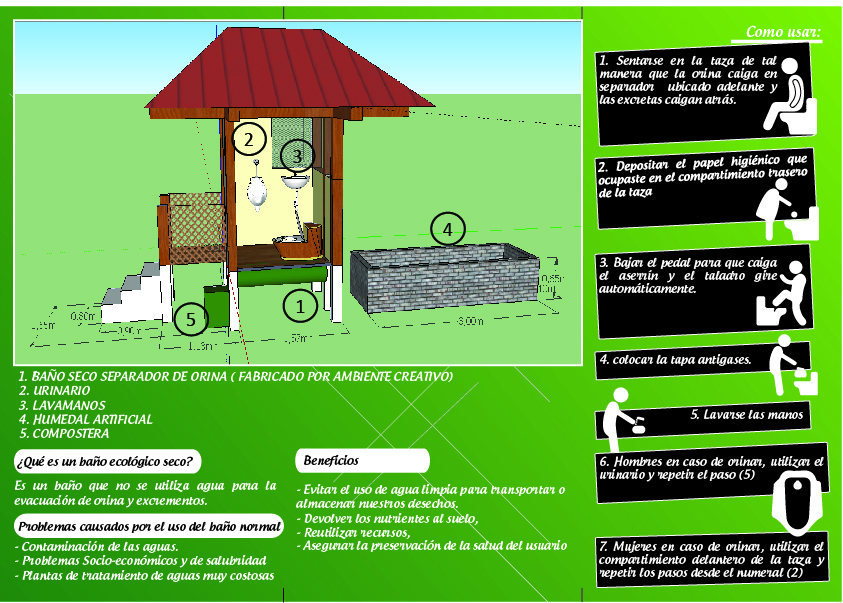 2
3
4
1
5
0,80m
0,90m
3,00m
0,65m
1. BAÑO SECO SEPARADOR DE ORINA ( FABRICADO POR AMBIENTE CREATIVO)
2. URINARIO
3. LAVAMANOS
4. HUMEDAL ARTIFICIAL
5. COMPOSTERA
¿Qué es un baño ecológico seco?
Es un baño que no se utiliza agua para la
evacuación de orina y excrementos.
Problemas causados por el uso del baño normal
- Contaminación de las aguas.
- Problemas Socio-económicos y de salubridad
- Plantas de tratamiento de aguas muy costosas
Beneficios
- Evitar el uso de agua limpia para transportar o
almacenar nuestros desechos.
- Devolver los nutrientes al suelo,
- Reutilizar recursos,
- Asegurar la preservación de la salud del usuario
Como usar:
1. Sentarse en la taza de tal
manera que la orina caiga en
separador ubicado adelante y
las excretas caigan atrás.
2. Depositar el papel higiénico que
ocupaste en el compartimiento trasero
de la taza
3. Bajar el pedal para que caiga
el aserrín y el taladro gire
automáticamente.
4. colocar la tapa antigases.
5. Lavarse las manos
6. Hombres en caso de orinar, utilizar el
urinario y repetir el paso (5)
7. Mujeres en caso de orinar, utilizar el
compartimiento delantero de la taza y
repetir los pasos desde el numeral (2)